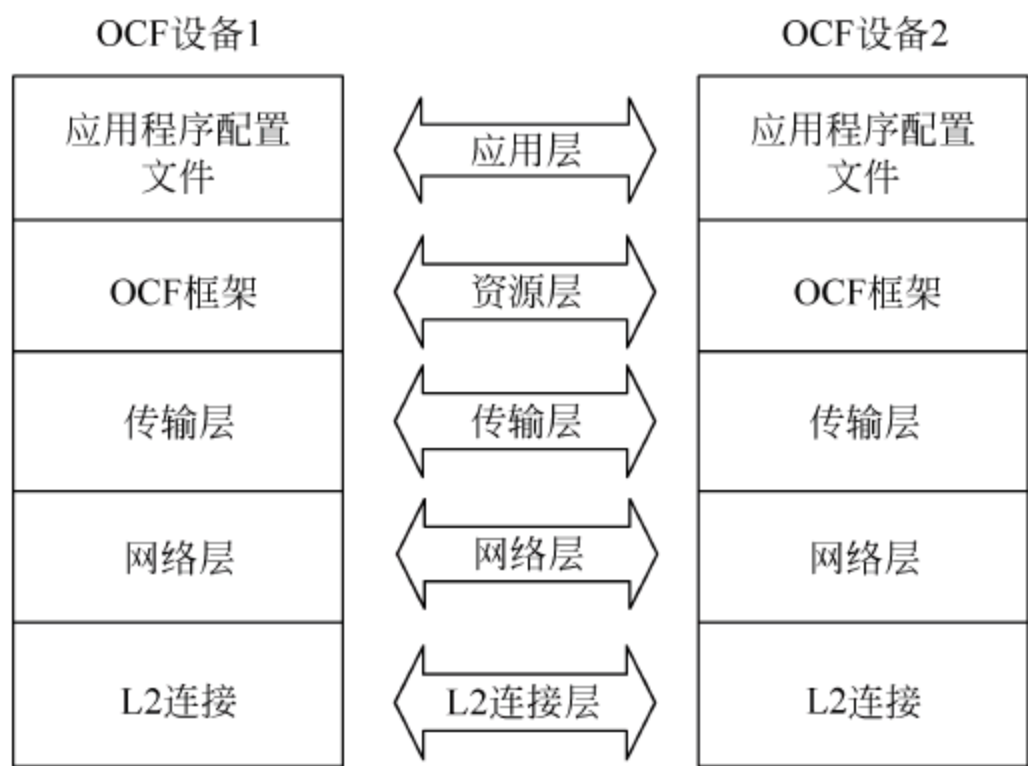 OCF设备1
OCF设备2
应用程序配置
文件
应用层
应用程序配置
文件
OCF框架
资源层
OCF框架
传输层
传输层
传输层
网络层
网络层
网络层
L2连接
L2连接层
L2连接